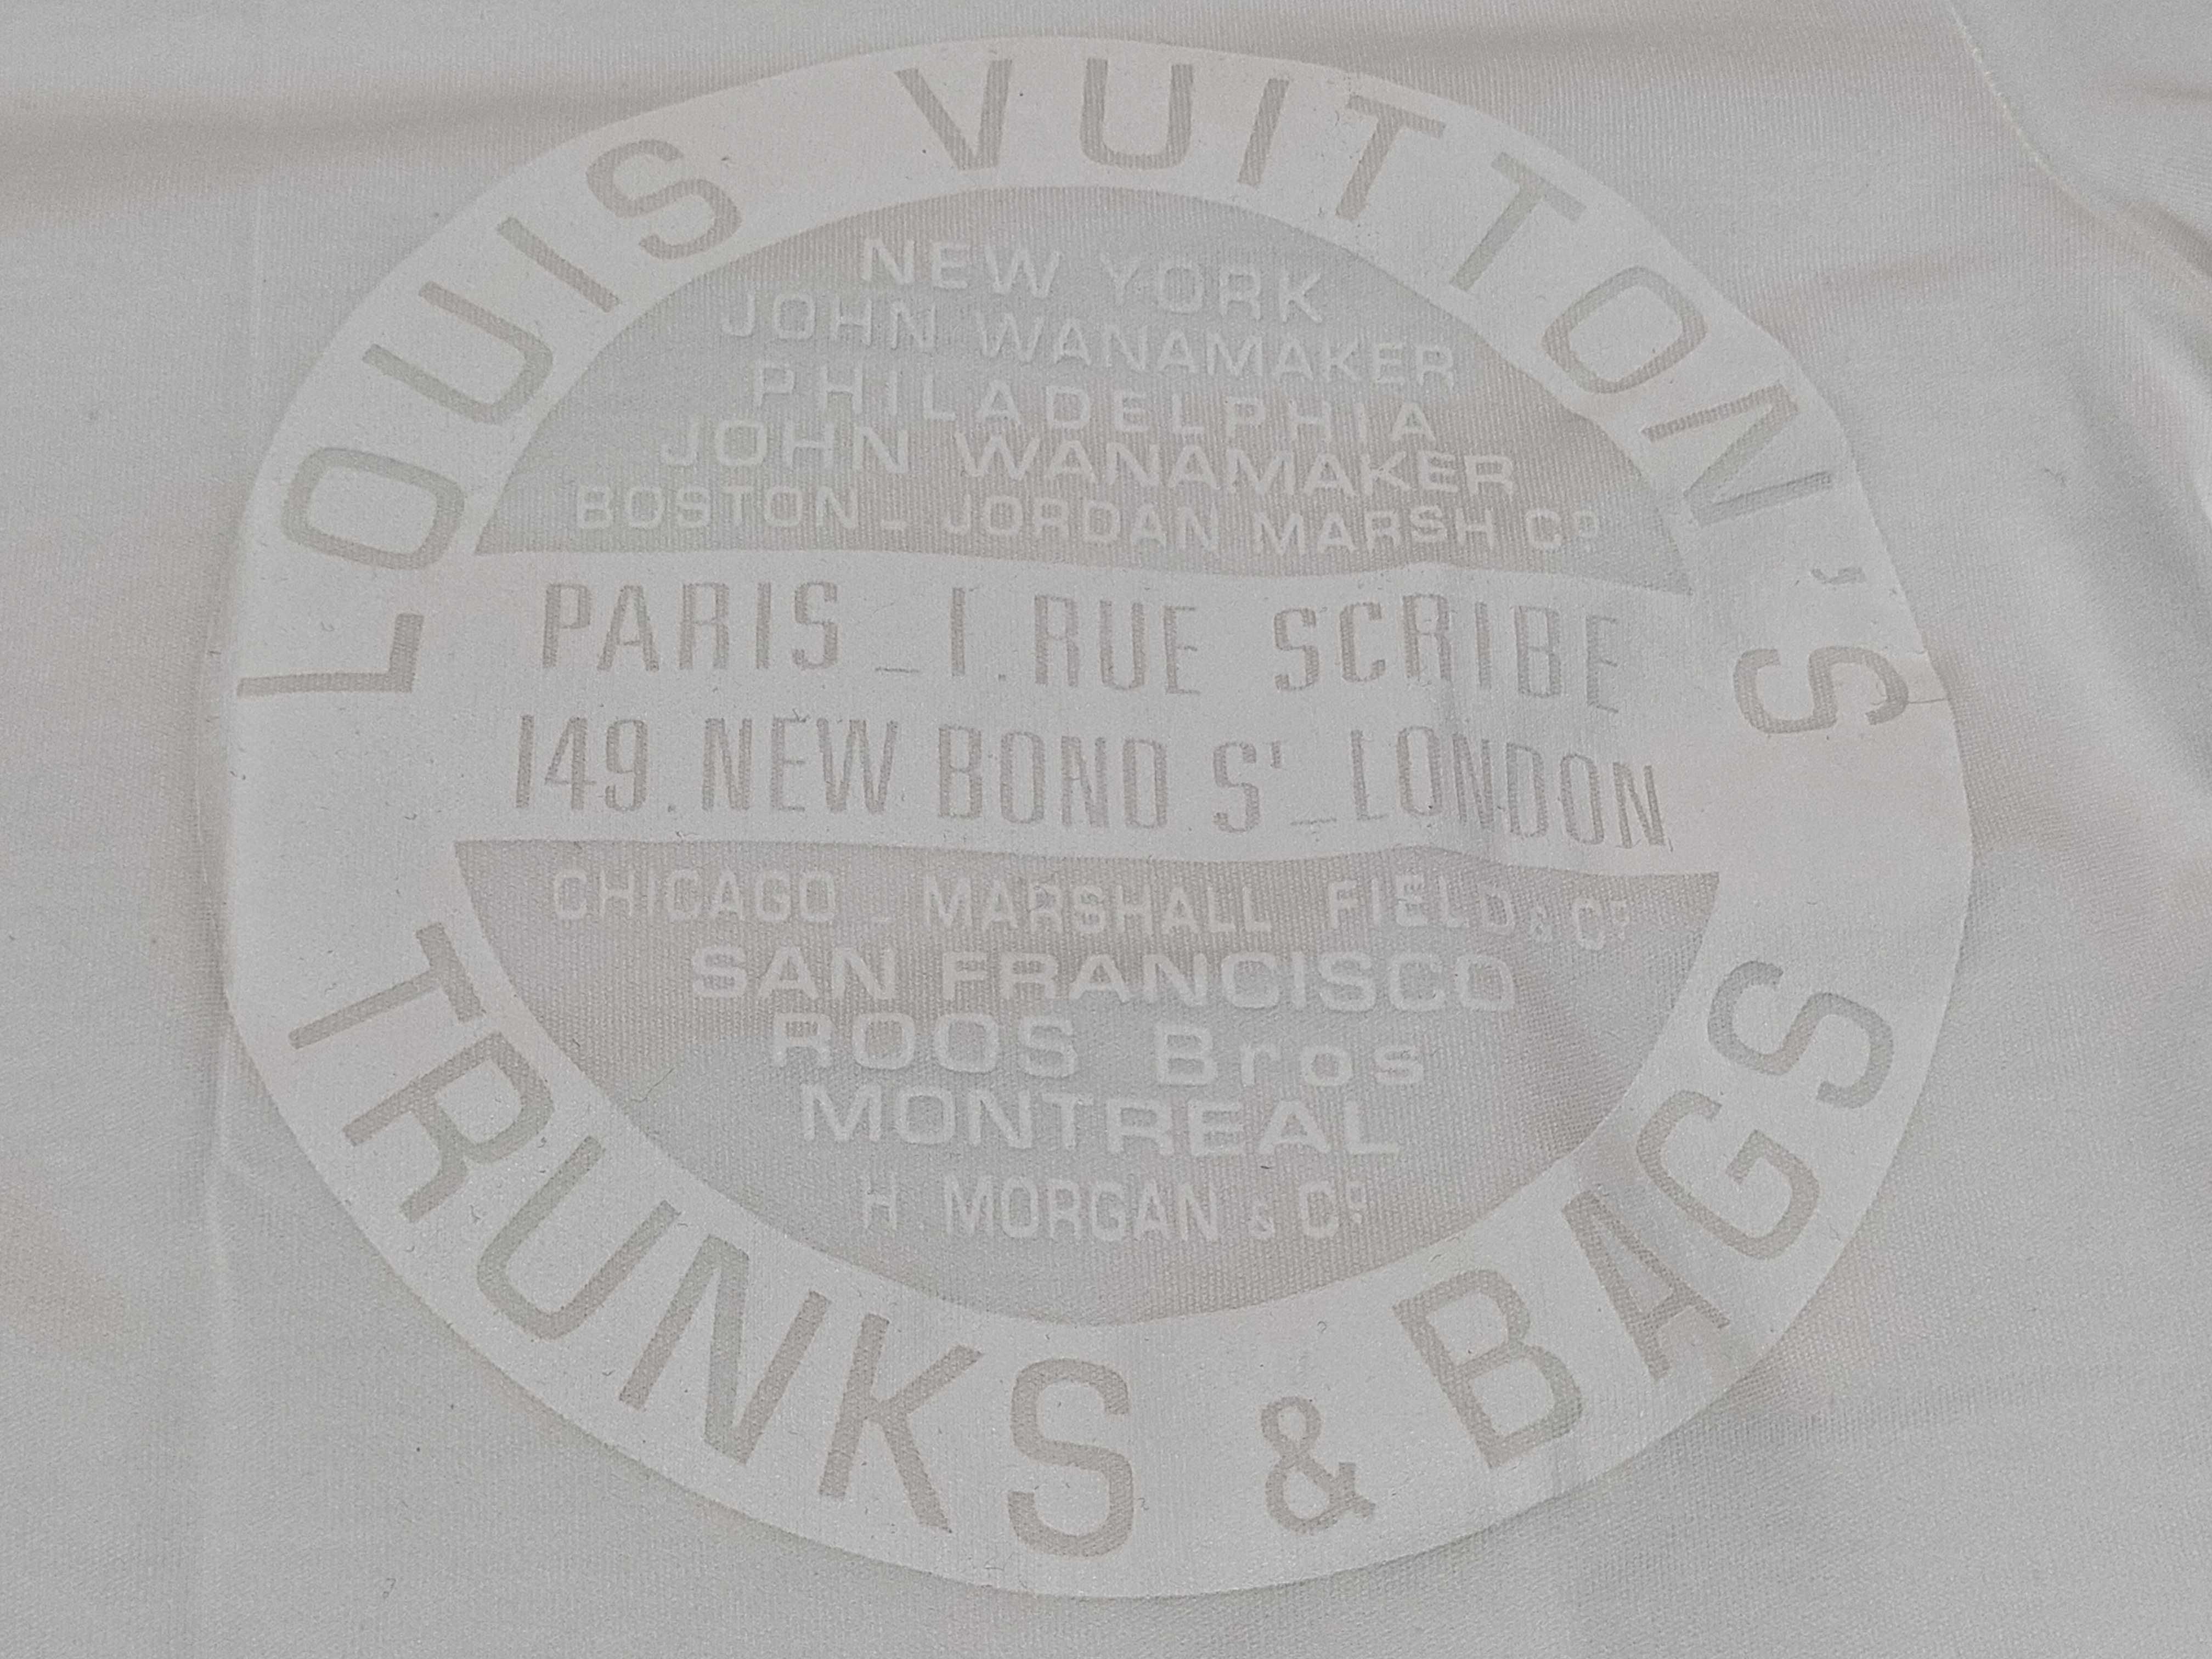 LOUIS VUITTON'S
NEW YORK
JOHN WANAMAKER
PHILADELPHIA
JOHN WANAMAKER
BOSTON - JORDAN MARSH Cº
PARIS _ 1. RUE SCRIBE
149. NEW BOND Sᵗ _ LONDON
CHICAGO - MARSHALL FIELD & Cº
SAN FRANCISCO
ROOS Bros
MONTREAL
H. MORGAN & Cº
TRUNKS & BAGS